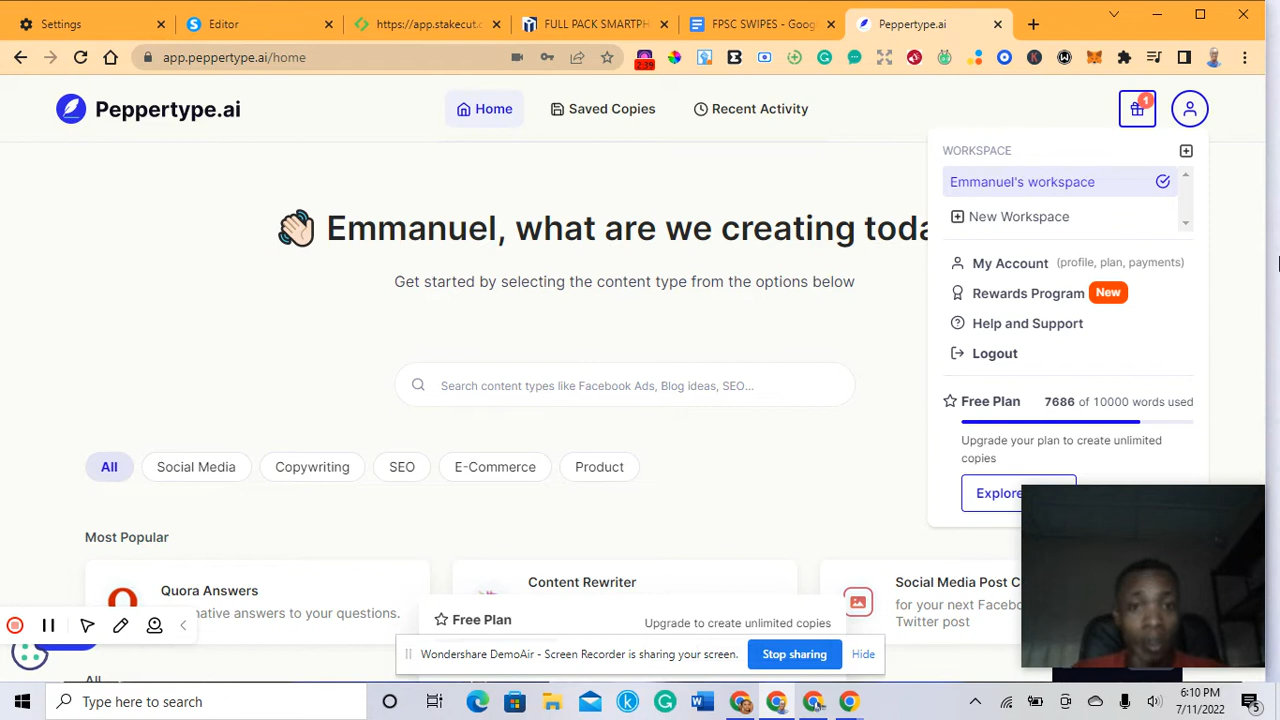 Settings
Editor
https://app.stakecut.c
FULL PACK SMARTPH
FPSC SWIPES - Goog
Peppertype.ai
app.peppertype.ai/home
2:39
Peppertype.ai
Home
Saved Copies
Recent Activity
1
WORKSPACE
Emmanuel's workspace
New Workspace
Emmanuel, what are we creating toda
Get started by selecting the content type from the options below
My Account (profile, plan, payments)
Rewards Program New
Help and Support
Logout
Search content types like Facebook Ads, Blog ideas, SEO...
Free Plan 7686 of 10000 words used
Upgrade your plan to create unlimited
copies
Explore
All
Social Media
Copywriting
SEO
E-Commerce
Product
Most Popular
Quora Answers
native answers to your questions.
Content Rewriter
Social Media Post C
for your next Facebo
Twitter post
Free Plan
Upgrade to create unlimited copies
Wondershare DemoAir - Screen Recorder is sharing your screen.
Stop sharing
Hide
All
Type here to search
6:10 PM
7/11/2022
5